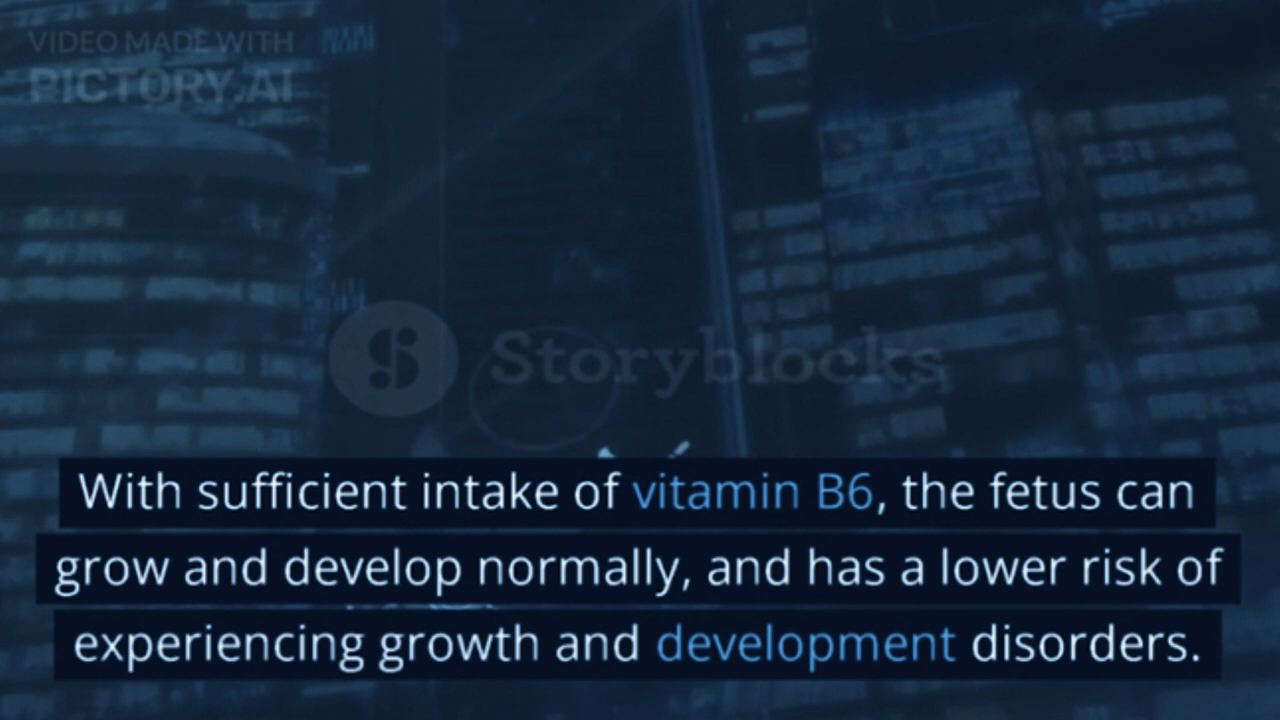 VIDEO MADE WITH
PICTORY.AI
Storyblocks
With sufficient intake of vitamin B6, the fetus can
grow and develop normally, and has a lower risk of
experiencing growth and development disorders.